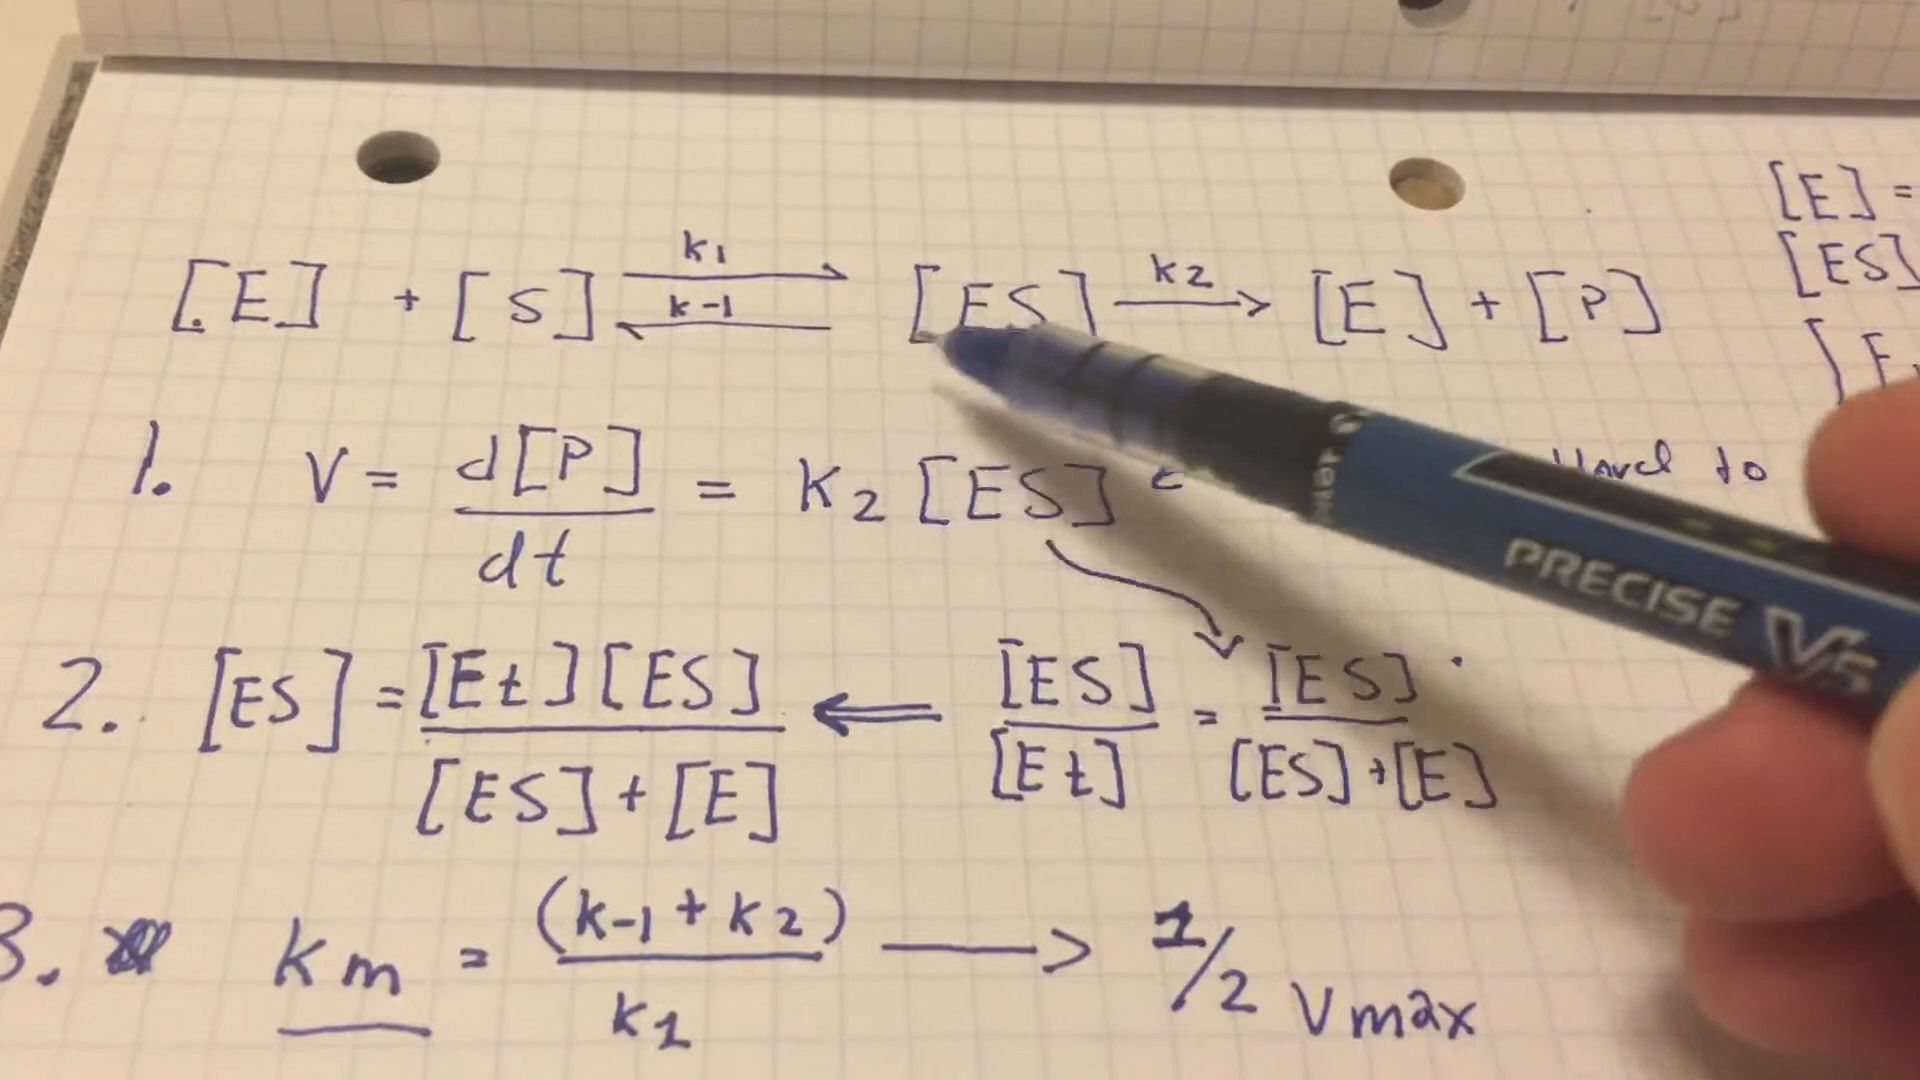 [E] + [S] k1 k-1 [ES] k2 [E] + [P]
[E] =
[ES]
1. V = d[P] / dt = K2 [ES]
to
2. [ES] = [Et][ES] / [ES]+[E] ⇐ [ES] / [Et] = [ES] / [ES]+[E]
3. km = (k-1 + k2) / k1 → 1/2 Vmax
PRECISE V5